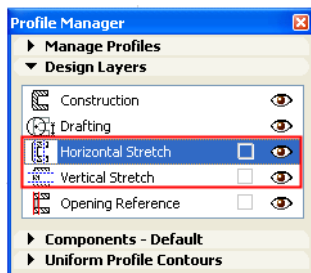 Profile Manager
Manage Profiles
Design Layers
Construction
Drafting
Horizontal Stretch
Vertical Stretch
Opening Reference
Components - Default
Uniform Profile Contours